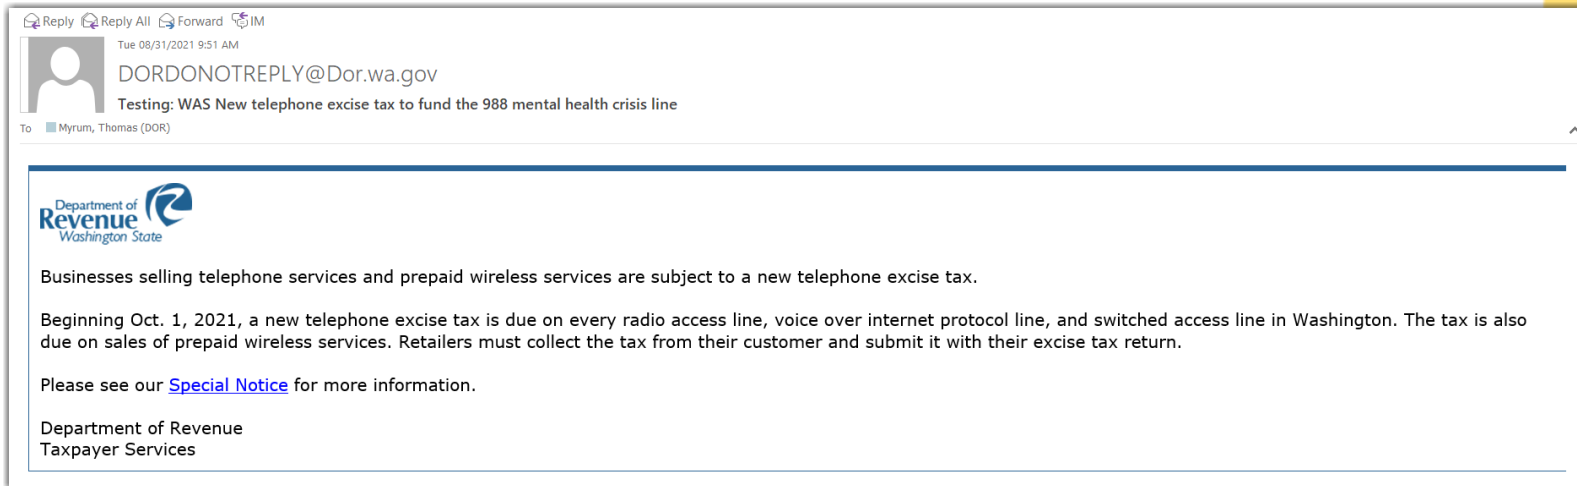 Reply Reply All Forward IM
Tue 08/31/2021 9:51 AM
DORDONOTREPLY@Dor.wa.gov
Testing: WAS New telephone excise tax to fund the 988 mental health crisis line
To Myrum, Thomas (DOR)
Department of
Revenue
Washington State
Businesses selling telephone services and prepaid wireless services are subject to a new telephone excise tax.
Beginning Oct. 1, 2021, a new telephone excise tax is due on every radio access line, voice over internet protocol line, and switched access line in Washington. The tax is also
due on sales of prepaid wireless services. Retailers must collect the tax from their customer and submit it with their excise tax return.
Please see our Special Notice for more information.
Department of Revenue
Taxpayer Services